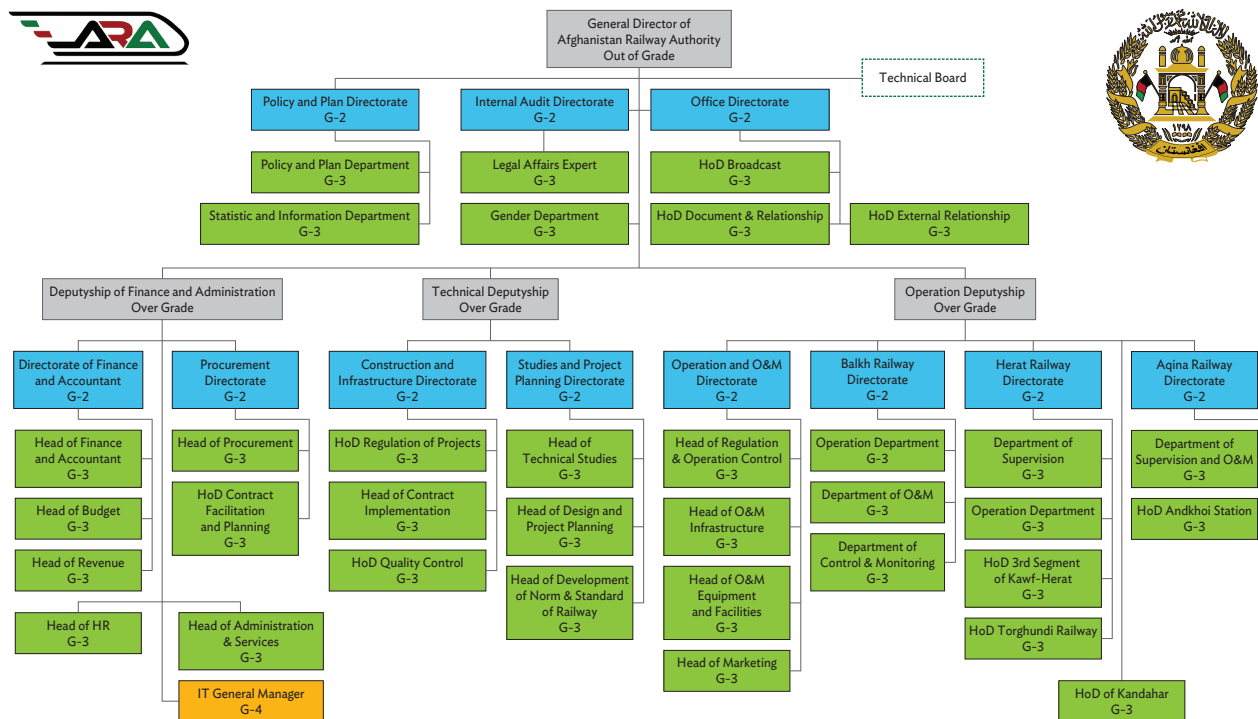 ARA
General Director of
Afghanistan Railway Authority
Out of Grade
Technical Board
۱۲۹۸
افغانستان
Policy and Plan Directorate
G-2
Internal Audit Directorate
G-2
Office Directorate
G-2
Policy and Plan Department
G-3
Legal Affairs Expert
G-3
HoD Broadcast
G-3
Statistic and Information Department
G-3
Gender Department
G-3
HoD Document & Relationship
G-3
HoD External Relationship
G-3
Deputyship of Finance and Administration
Over Grade
Technical Deputyship
Over Grade
Operation Deputyship
Over Grade
Directorate of Finance
and Accountant
G-2
Procurement
Directorate
G-2
Construction and
Infrastructure Directorate
G-2
Studies and Project
Planning Directorate
G-2
Operation and O&M
Directorate
G-2
Balkh Railway
Directorate
G-2
Herat Railway
Directorate
G-2
Aqina Railway
Directorate
G-2
Head of Finance
and Accountant
G-3
Head of Budget
G-3
Head of Revenue
G-3
Head of Procurement
G-3
HoD Contract
Facilitation
and Planning
G-3
HoD Regulation of Projects
G-3
Head of Contract
Implementation
G-3
HoD Quality Control
G-3
Head of
Technical Studies
G-3
Head of Design and
Project Planning
G-3
Head of Development
of Norm & Standard
of Railway
G-3
Head of Regulation
& Operation Control
G-3
Head of O&M
Infrastructure
G-3
Head of O&M
Equipment
and Facilities
G-3
Head of Marketing
G-3
Operation Department
G-3
Department of O&M
G-3
Department of
Control & Monitoring
G-3
Department of
Supervision
G-3
Operation Department
G-3
HoD 3rd Segment
of Kawf-Herat
G-3
HoD Torghundi Railway
G-3
Department of
Supervision and O&M
G-3
HoD Andkhoi Station
G-3
Head of HR
G-3
Head of Administration
& Services
G-3
IT General Manager
G-4
HoD of Kandahar
G-3